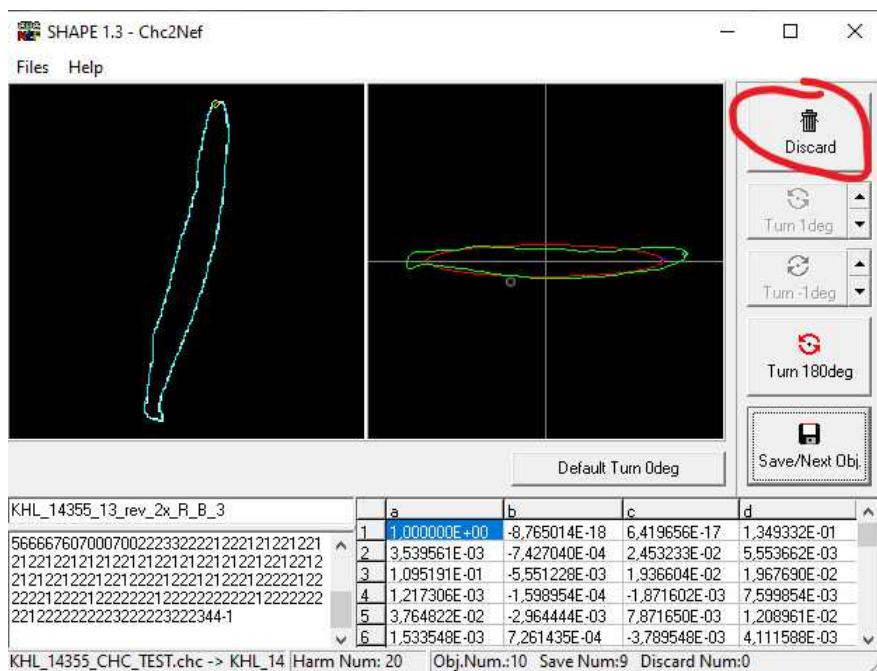 SHAPE 1.3 - Chc2Nef
Files Help
Discard
Turn 1deg
Turn -1deg
Turn 180deg
Save/Next Obj.
Default Turn 0deg
KHL_14355_13_rev_2x_R_B_3
5666676070007002223322221222121221221
212212212121221212212121221221212212212
212122122212212222122212122212222212 2
222212222122222221222222222221222222
2212222222223222223222344-1
a b c d
1 1,000000E+00 -8,765014E-18 6,419656E-17 1,349332E-01
2 3,539561E-03 -7,427040E-04 2,453233E-02 5,553662E-03
3 1,095191E-01 -5,551228E-03 1,936604E-02 1,967690E-02
4 1,217306E-03 -1,598954E-04 -1,871602E-03 7,599854E-03
5 3,764822E-02 -2,964444E-03 7,871650E-03 1,208961E-02
6 1,533548E-03 7,261435E-04 -3,789548E-03 4,111588E-03
KHL_14355_CHC_TEST.chc -> KHL_14 Harm Num: 20 Obj.Num.:10 Save Num:9 Discard Num:0